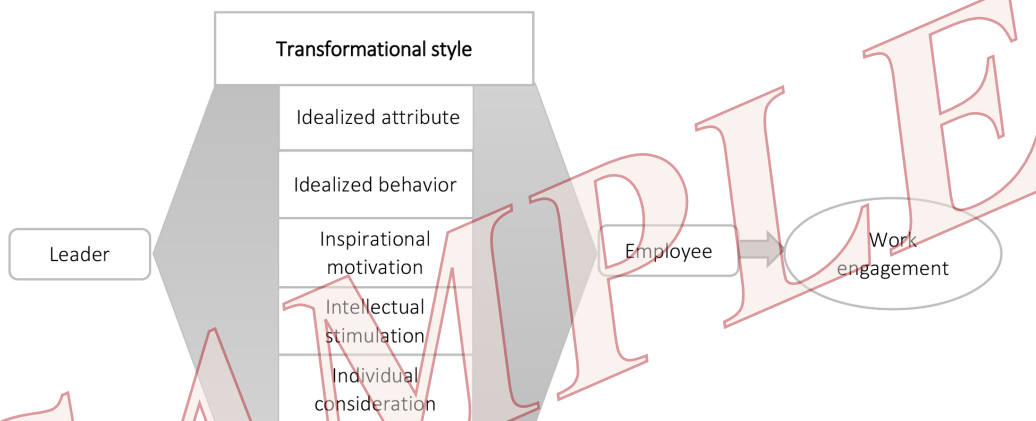 Transformational style
Idealized attribute
Idealized behavior
Inspirational
motivation
Intellectual
stimulation
Individual
consideration
Leader
Employee
Work
engagement
SAMPLE